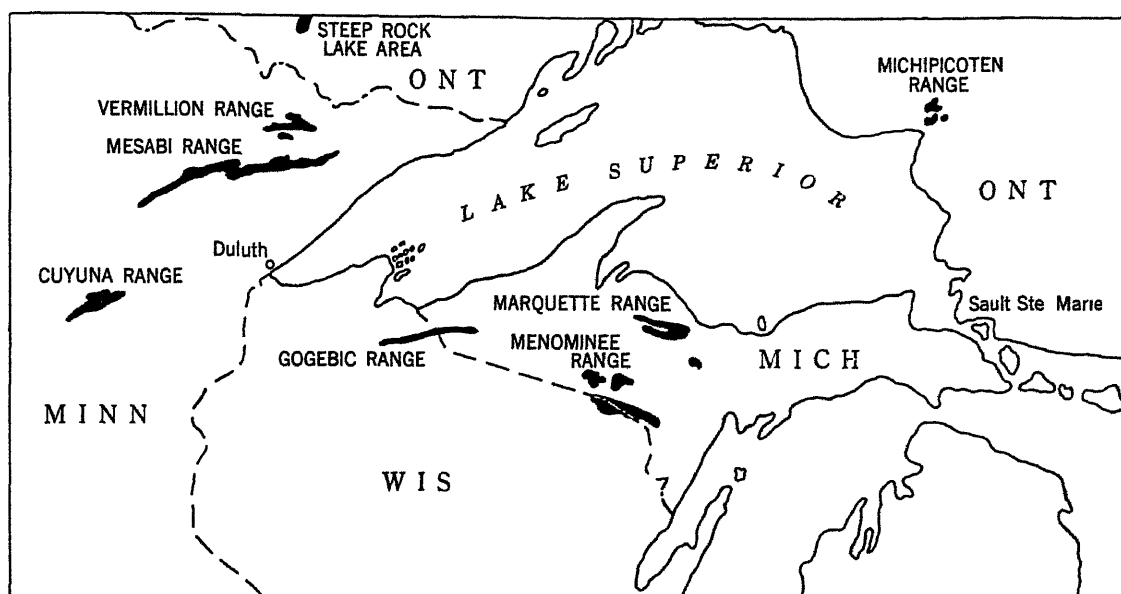 STEEP ROCK
LAKE AREA
ONT
MICHIPICOTEN
RANGE
VERMILLION RANGE
MESABI RANGE
LAKE SUPERIOR
ONT
Duluth
CUYUNA RANGE
MARQUETTE RANGE
Sault Ste Marie
GOGEBIC RANGE
MENOMINEE
RANGE
MICH
MINN
WIS